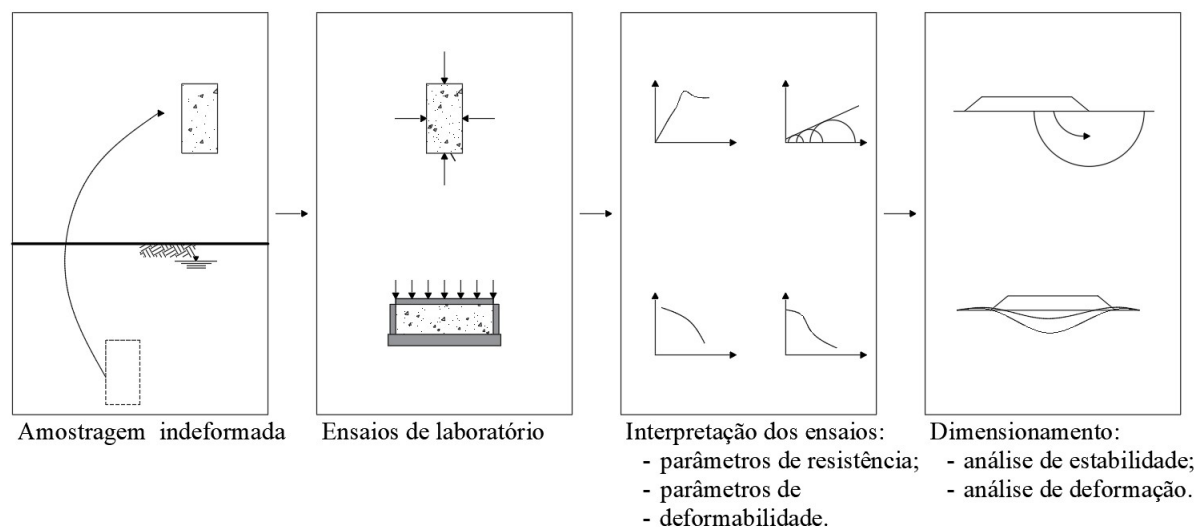 Amostragem indeformada
Ensaios de laboratório
Interpretação dos ensaios:
- parâmetros de resistência;
- parâmetros de
- deformabilidade.
Dimensionamento:
- análise de estabilidade;
- análise de deformação.